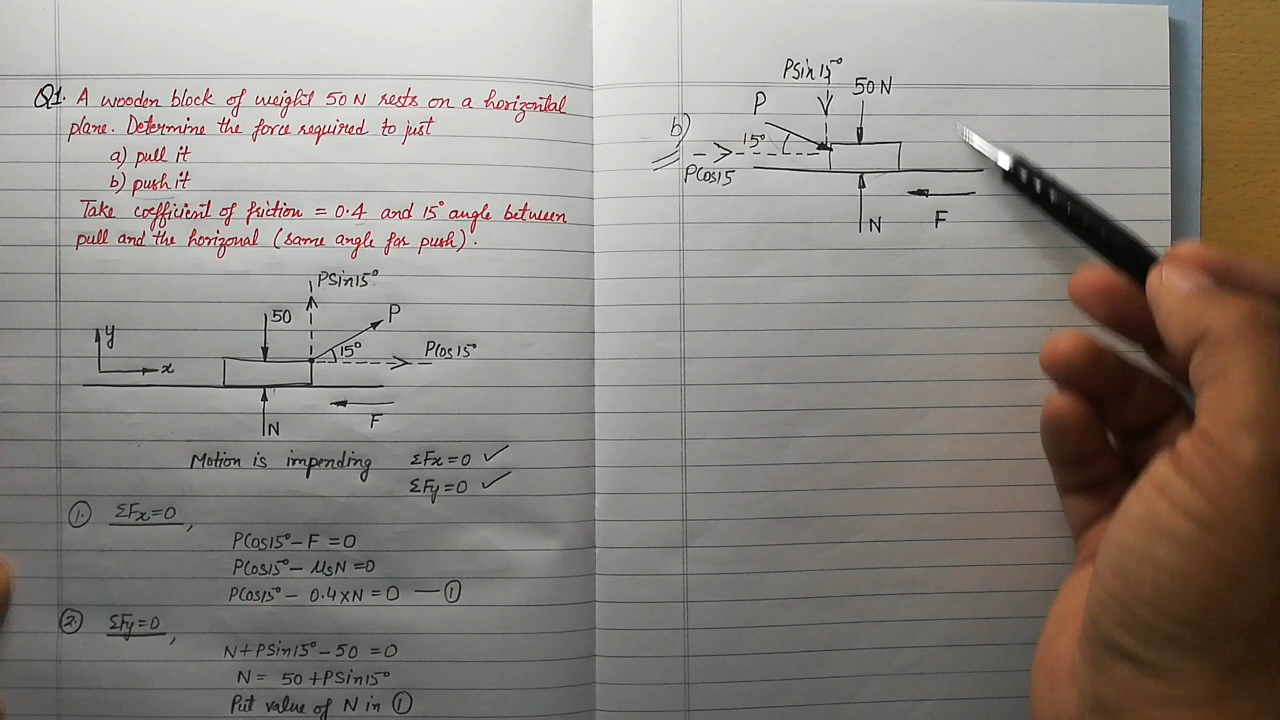 Q1. A wooden block of weight 50 N rests on a horizontal
plane. Determine the force required to just
a) pull it
b) push it
Take coefficient of friction = 0.4 and 15° angle between
pull and the horizonal (same angle for push).
PSin15°
50
P
y
15°
PCos15°
x
F
N
Motion is impending ΣFx=0 ✓
ΣFy=0 ✓
1. ΣFx=0,
PCos15° - F = 0
PCos15° - μsN = 0
PCos15° - 0.4×N = 0 — 1
2. ΣFy=0,
N+PSin15° - 50 = 0
N = 50+PSin15°
Put value of N in 1
PSin15°
50 N
P
b)
15°
PCos15
N
F